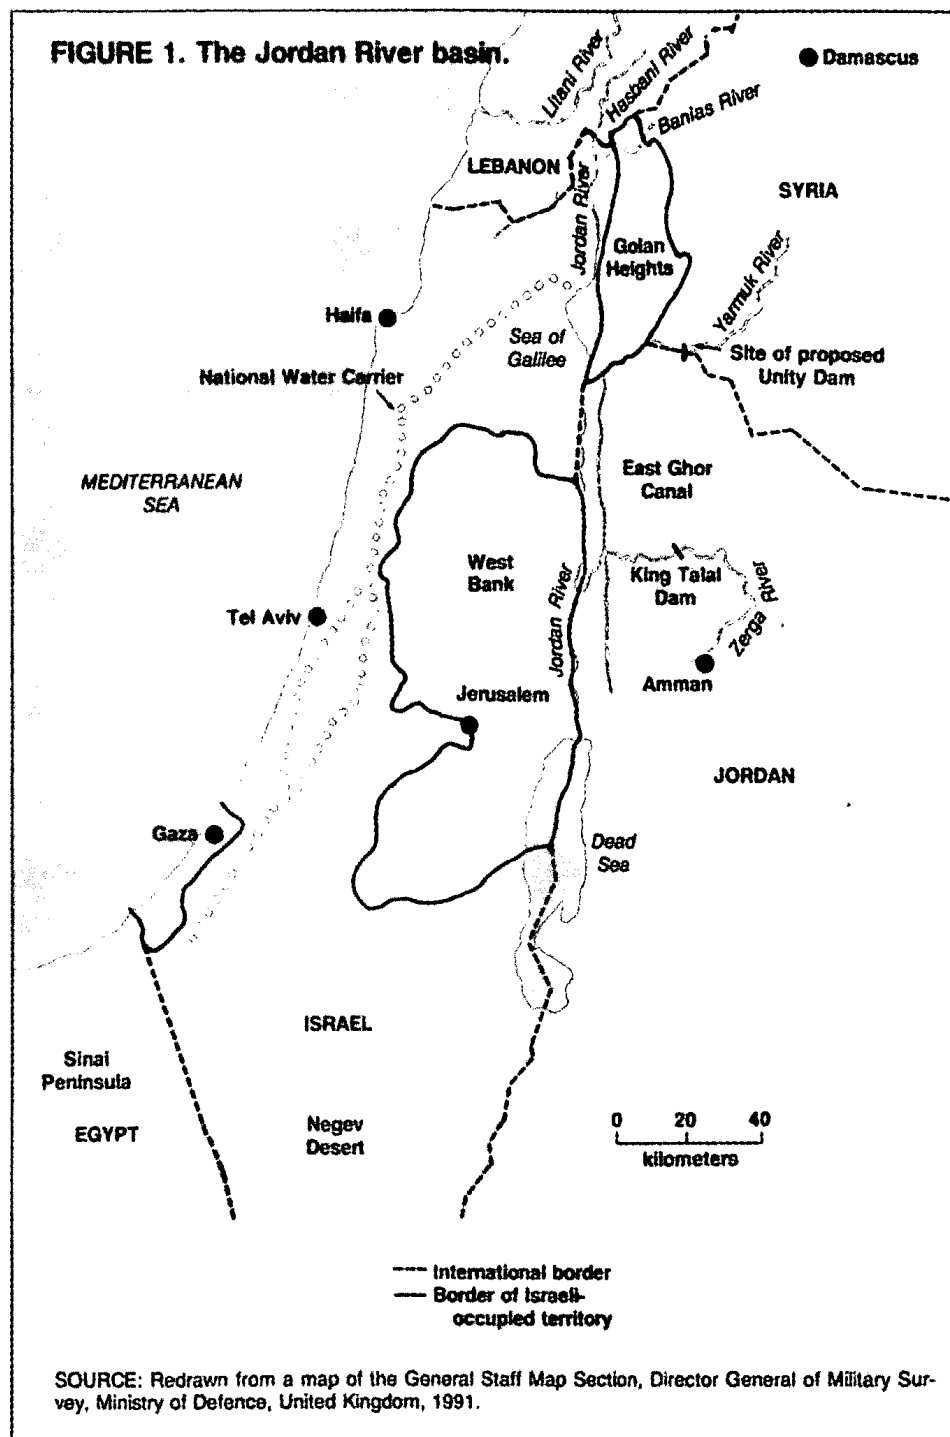 FIGURE 1. The Jordan River basin.
Litani River
Hasbani River
Damascus
Banias River
LEBANON
Jordan River
SYRIA
Golan
Heights
Yarmuk River
Haifa
Sea of
Galilee
Site of proposed
Unity Dam
National Water Carrier
MEDITERRANEAN
SEA
East Ghor
Canal
West
Bank
Jordan River
King Talal
Dam
Zerga River
Tel Aviv
Amman
Jerusalem
JORDAN
Gaza
Dead
Sea
ISRAEL
Sinai
Peninsula
EGYPT
Negev
Desert
0 20 40
kilometers
International border
Border of Israeli-
occupied territory
SOURCE: Redrawn from a map of the General Staff Map Section, Director General of Military Sur-
vey, Ministry of Defence, United Kingdom, 1991.